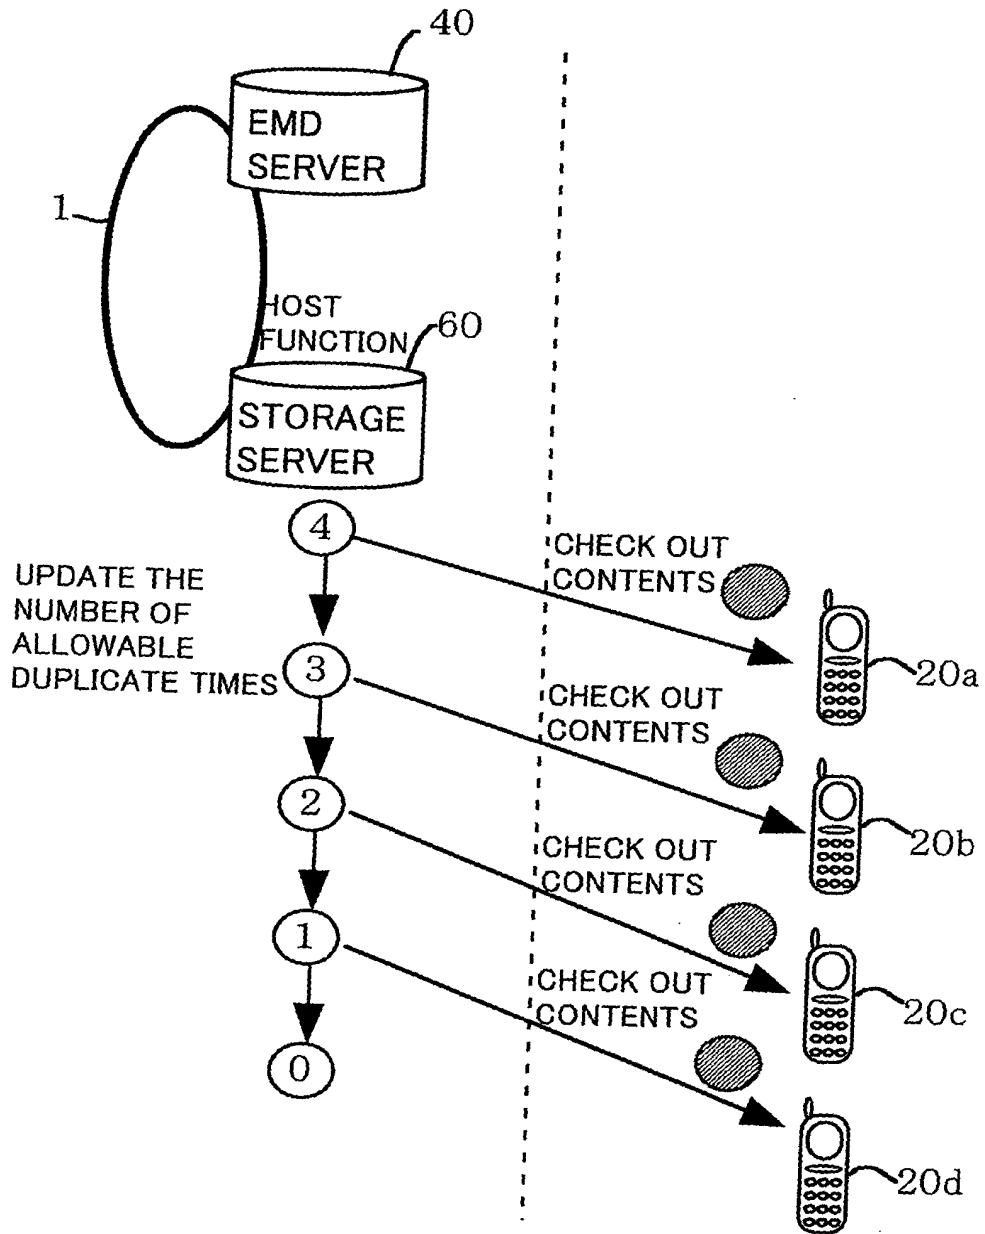 40
EMD
SERVER
1
HOST
FUNCTION
60
STORAGE
SERVER
4
CHECK OUT
CONTENTS
UPDATE THE
NUMBER OF
ALLOWABLE
DUPLICATE TIMES
20a
3
CHECK OUT
CONTENTS
20b
2
CHECK OUT
CONTENTS
20c
1
CHECK OUT
CONTENTS
0
20d